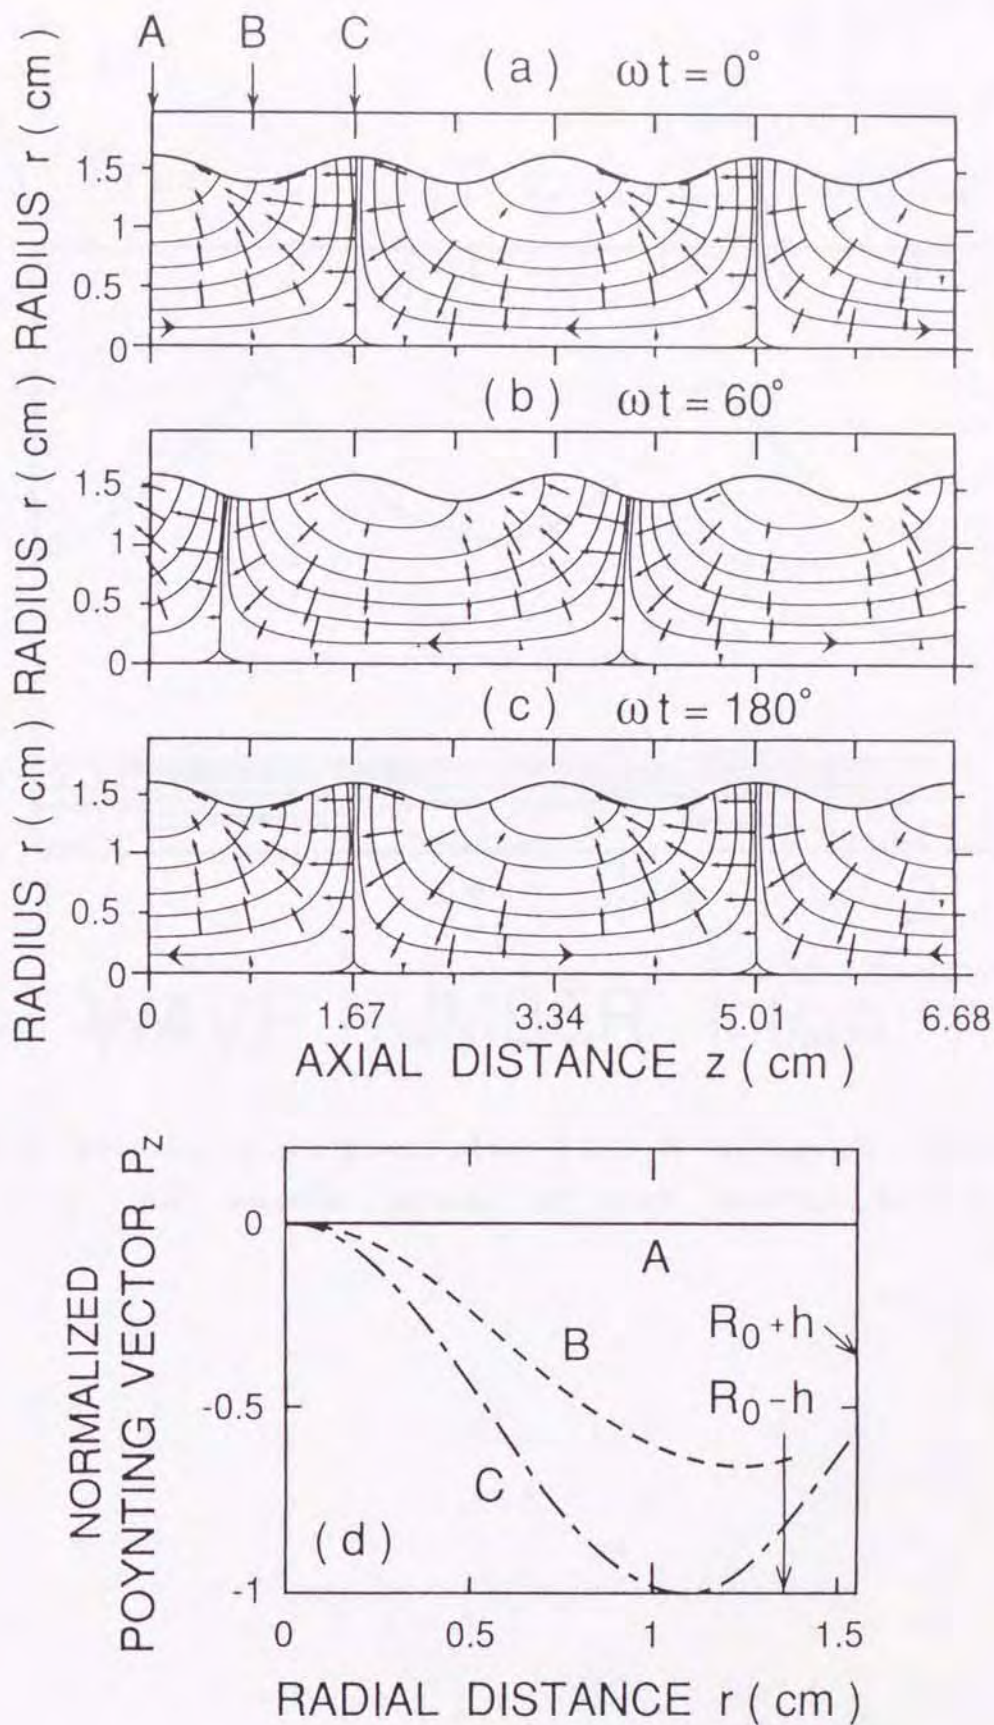 A B C
(a) ωt = 0°
RADIUS r (cm)
1.5
1
0.5
0
(b) ωt = 60°
RADIUS r (cm)
1.5
1
0.5
0
(c) ωt = 180°
RADIUS r (cm)
1.5
1
0.5
0
0 1.67 3.34 5.01 6.68
AXIAL DISTANCE z (cm)
NORMALIZED
POYNTING VECTOR Pz
0
-0.5
-1
A
B
C
R0+h
R0-h
(d)
0 0.5 1 1.5
RADIAL DISTANCE r (cm)